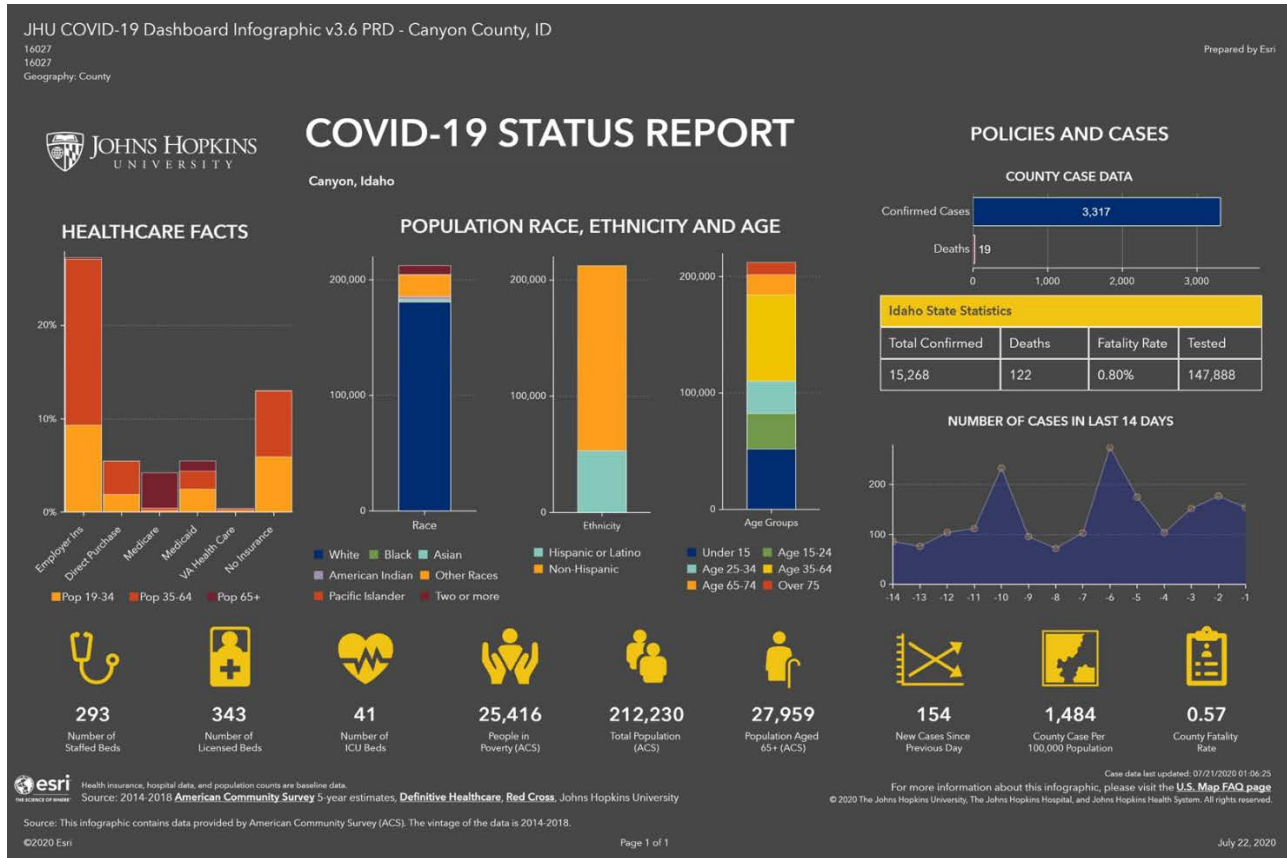 JHU COVID-19 Dashboard Infographic v3.6 PRD - Canyon County, ID
16027
16027
Geography: County
Prepared by Esri
JOHNS HOPKINS
UNIVERSITY
COVID-19 STATUS REPORT
Canyon, Idaho
HEALTHCARE FACTS
20%
10%
0%
Employer Ins
Direct Purchase
Medicare
Medicaid
VA Health Care
No Insurance
Pop 19-34 Pop 35-64 Pop 65+
POPULATION RACE, ETHNICITY AND AGE
200,000
100,000
0
Race
White Black Asian
American Indian Other Races
Pacific Islander Two or more
200,000
100,000
0
Ethnicity
Hispanic or Latino
Non-Hispanic
200,000
100,000
0
Age Groups
Under 15 Age 15-24
Age 25-34 Age 35-64
Age 65-74 Over 75
POLICIES AND CASES
COUNTY CASE DATA
Confirmed Cases 3,317
Deaths 19
0 1,000 2,000 3,000
Idaho State Statistics
Total Confirmed Deaths Fatality Rate Tested
15,268 122 0.80% 147,888
NUMBER OF CASES IN LAST 14 DAYS
200
100
0
-14 -13 -12 -11 -10 -9 -8 -7 -6 -5 -4 -3 -2 -1
293
Number of
Staffed Beds
343
Number of
Licensed Beds
41
Number of
ICU Beds
25,416
People in
Poverty (ACS)
212,230
Total Population
(ACS)
27,959
Population Aged
65+ (ACS)
154
New Cases Since
Previous Day
1,484
County Case Per
100,000 Population
0.57
County Fatality
Rate
esri
THE SCIENCE OF WHERE
Health insurance, hospital data, and population counts are baseline data.
Source: 2014-2018 American Community Survey 5-year estimates, Definitive Healthcare, Red Cross, Johns Hopkins University
Case data last updated: 07/21/2020 01:06:25
For more information about this infographic, please visit the U.S. Map FAQ page
© 2020 The Johns Hopkins University, The Johns Hopkins Hospital, and Johns Hopkins Health System. All rights reserved.
Source: This infographic contains data provided by American Community Survey (ACS). The vintage of the data is 2014-2018.
©2020 Esri
Page 1 of 1
July 22, 2020